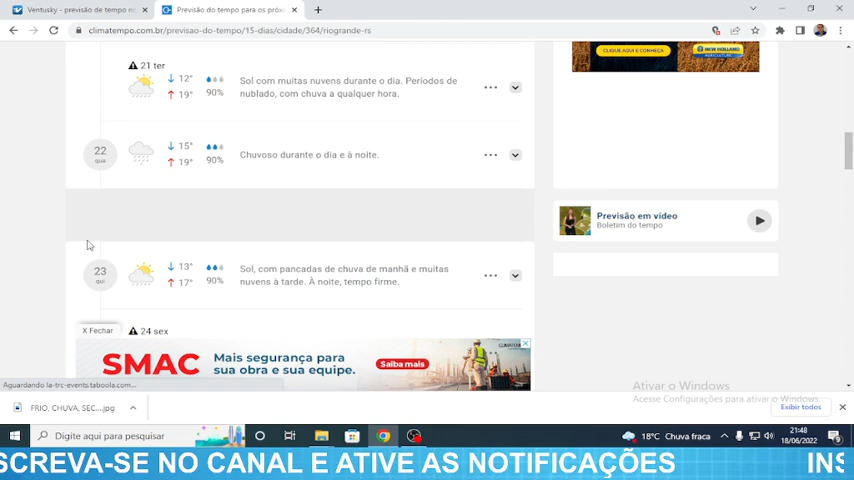 Ventusky - previsão de tempo n
Previsão do tempo para os próx
climatempo.com.br/previsao-do-tempo/15-dias/cidade/364/riogrande-rs
21 ter
12°
19°
90%
Sol com muitas nuvens durante o dia. Períodos de
nublado, com chuva a qualquer hora.
22
qua
15°
19°
90%
Chuvoso durante o dia e à noite.
23
qui
13°
17°
90%
Sol, com pancadas de chuva de manhã e muitas
nuvens à tarde. À noite, tempo firme.
24 sex
CLIQUE AQUI E CONHEÇA
NEW HOLLAND
AGRICULTURE
Previsão em vídeo
Boletim do tempo
X Fechar
SMAC
Mais segurança para
sua obra e sua equipe.
Saiba mais
CLIMATEMPO
Aguardando la-trc-events.taboola.com...
Ativar o Windows
Acesse Configurações para ativar o Windows.
FRIO, CHUVA, SEC....jpg
Exibir todos
Digite aqui para pesquisar
18°C Chuva fraca
21:48
18/06/2022
9
SCREVA-SE NO CANAL E ATIVE AS NOTIFICAÇÕES
INS